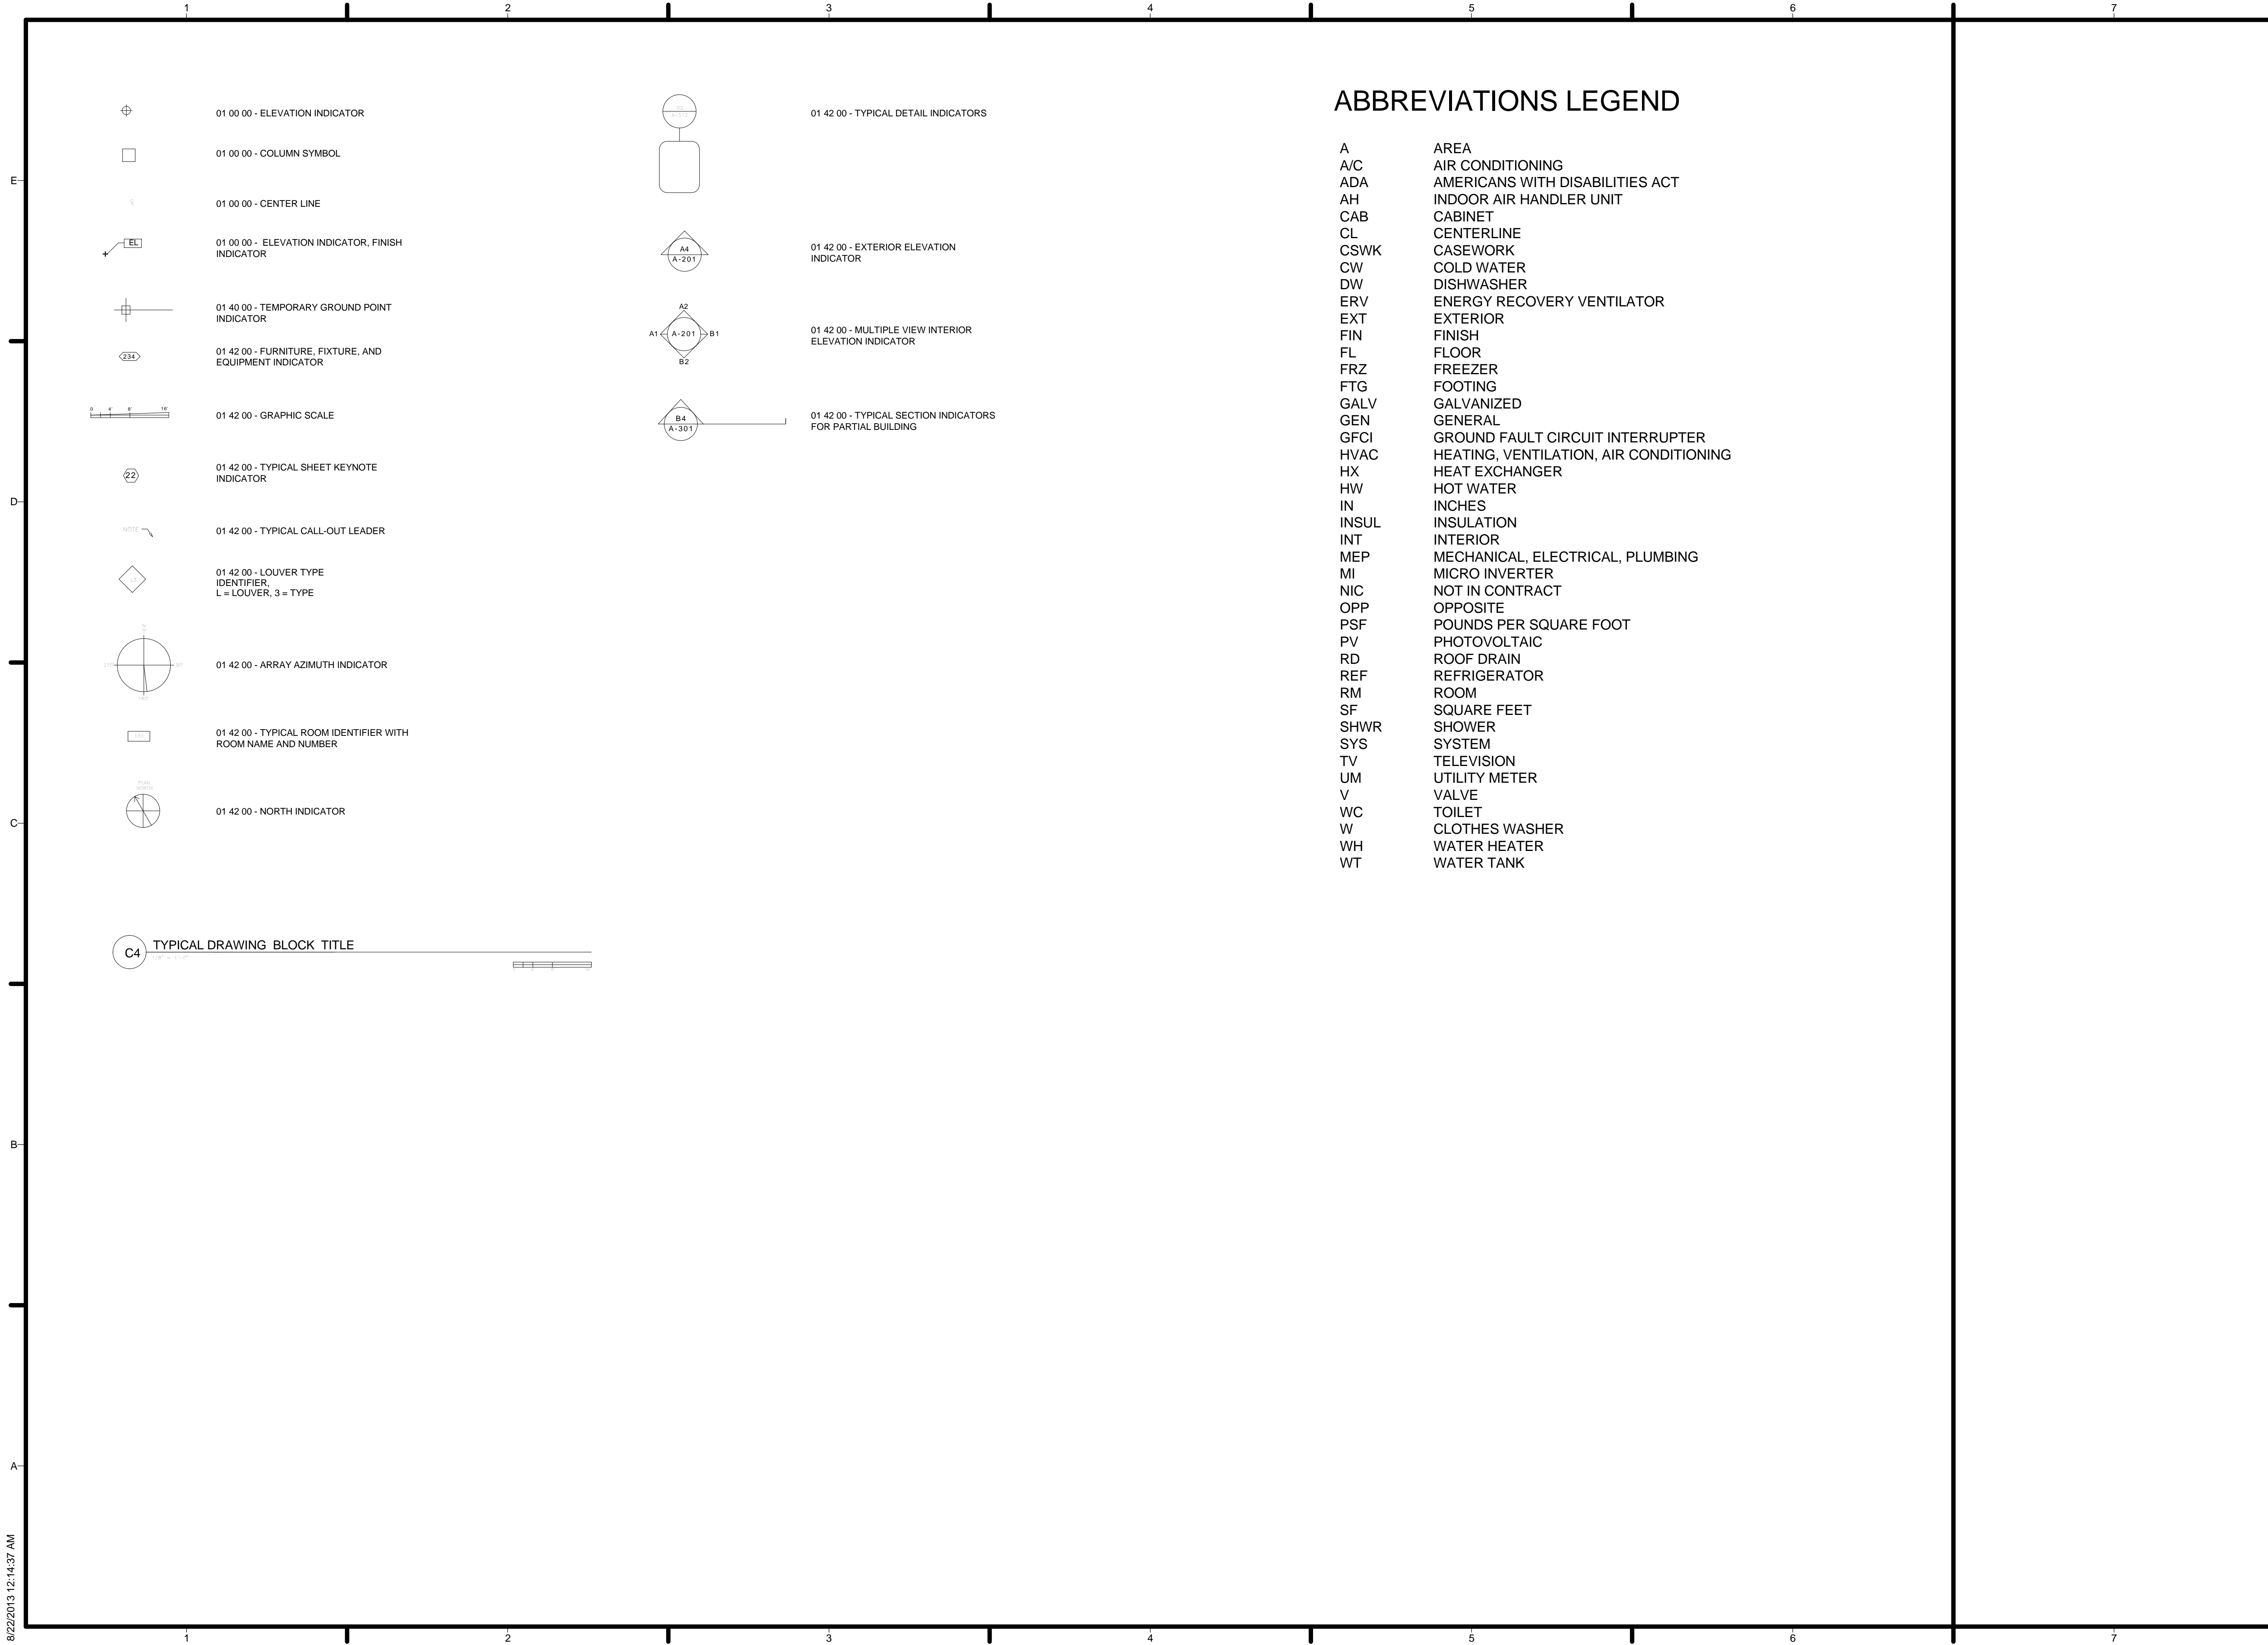 1 2 3 4 5 6 7
01 00 00 - ELEVATION INDICATOR
01 00 00 - COLUMN SYMBOL
01 00 00 - CENTER LINE
EL
01 00 00 - ELEVATION INDICATOR, FINISH
INDICATOR
01 40 00 - TEMPORARY GROUND POINT
INDICATOR
234
01 42 00 - FURNITURE, FIXTURE, AND
EQUIPMENT INDICATOR
0 4' 8' 16'
01 42 00 - GRAPHIC SCALE
22
01 42 00 - TYPICAL SHEET KEYNOTE
INDICATOR
NOTE
01 42 00 - TYPICAL CALL-OUT LEADER
L3
01 42 00 - LOUVER TYPE
IDENTIFIER,
L = LOUVER, 3 = TYPE
01 42 00 - ARRAY AZIMUTH INDICATOR
01 42 00 - TYPICAL ROOM IDENTIFIER WITH
ROOM NAME AND NUMBER
PLAN
NORTH
01 42 00 - NORTH INDICATOR
C4
TYPICAL DRAWING BLOCK TITLE
1/8" = 1'-0"
01 42 00 - TYPICAL DETAIL INDICATORS
A4
A-201
01 42 00 - EXTERIOR ELEVATION
INDICATOR
A2
A1 A-201 B1
B2
01 42 00 - MULTIPLE VIEW INTERIOR
ELEVATION INDICATOR
B4
A-301
01 42 00 - TYPICAL SECTION INDICATORS
FOR PARTIAL BUILDING
ABBREVIATIONS LEGEND
A AREA
A/C AIR CONDITIONING
ADA AMERICANS WITH DISABILITIES ACT
AH INDOOR AIR HANDLER UNIT
CAB CABINET
CL CENTERLINE
CSWK CASEWORK
CW COLD WATER
DW DISHWASHER
ERV ENERGY RECOVERY VENTILATOR
EXT EXTERIOR
FIN FINISH
FL FLOOR
FRZ FREEZER
FTG FOOTING
GALV GALVANIZED
GEN GENERAL
GFCI GROUND FAULT CIRCUIT INTERRUPTER
HVAC HEATING, VENTILATION, AIR CONDITIONING
HX HEAT EXCHANGER
HW HOT WATER
IN INCHES
INSUL INSULATION
INT INTERIOR
MEP MECHANICAL, ELECTRICAL, PLUMBING
MI MICRO INVERTER
NIC NOT IN CONTRACT
OPP OPPOSITE
PSF POUNDS PER SQUARE FOOT
PV PHOTOVOLTAIC
RD ROOF DRAIN
REF REFRIGERATOR
RM ROOM
SF SQUARE FEET
SHWR SHOWER
SYS SYSTEM
TV TELEVISION
UM UTILITY METER
V VALVE
WC TOILET
W CLOTHES WASHER
WH WATER HEATER
WT WATER TANK
E
D
C
B
A
8/22/2013 12:14:37 AM
1 2 3 4 5 6 7